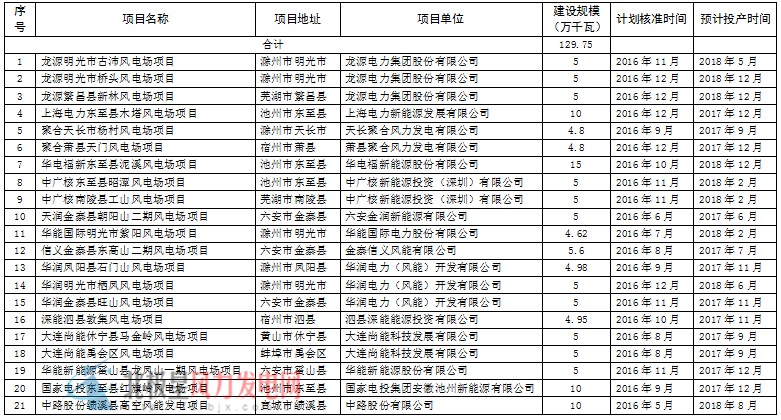 序号 项目名称 项目地址 项目单位 建设规模（万千瓦） 计划核准时间 预计投产时间
合计 129.75
1 龙源明光市古沛风电场项目 滁州市明光市 龙源电力集团股份有限公司 5 2016年11月 2018年5月
2 龙源明光市桥头风电场项目 滁州市明光市 龙源电力集团股份有限公司 5 2016年12月 2018年12月
3 龙源繁昌县新林风电场项目 芜湖市繁昌县 龙源电力集团股份有限公司 5 2016年12月 2018年12月
4 上海电力东至县木塔风电场项目 池州市东至县 上海电力新能源发展有限公司 10 2016年12月 2017年12月
5 聚合天长市杨村风电场项目 滁州市天长市 天长聚合风力发电有限公司 4.8 2016年9月 2017年9月
6 聚合萧县天门风电场项目 宿州市萧县 萧县聚合风力发电有限公司 4.8 2016年12月 2017年12月
7 华电福新东至县泥溪风电场项目 池州市东至县 华电福新能源股份有限公司 15 2016年10月 2018年12月
8 中广核东至县昭潭风电场项目 池州市东至县 中广核新能源投资（深圳）有限公司 5 2016年11月 2018年2月
9 中广核南陵县工山风电场项目 芜湖市南陵县 中广核新能源投资（深圳）有限公司 5 2016年11月 2018年2月
10 天润金寨县朝阳山二期风电场项目 六安市金寨县 六安金润新能源有限公司 5 2016年6月 2017年6月
11 华能国际明光市紫阳风电场项目 滁州市明光市 华能国际电力股份有限公司 4.62 2016年7月 2018年2月
12 信义金寨县东高山二期风电场项目 六安市金寨县 金寨信义风能有限公司 5.6 2016年8月 2017年7月
13 华润凤阳县石门山风电场项目 滁州市凤阳县 华润电力（风能）开发有限公司 4.98 2016年9月 2017年11月
14 华润明光市栖凤风电场项目 滁州市明光市 华润电力（风能）开发有限公司 5 2016年12月 2018年6月
15 华润金寨县旺山风电场项目 六安市金寨县 华润电力（风能）开发有限公司 5 2016年11月 2017年11月
16 深能泗县敦集风电场项目 宿州市泗县 泗县深能能源投资有限公司 4.95 2016年10月 2017年11月
17 大连尚能休宁县马金岭风电场项目 黄山市休宁县 大连尚能科技发展有限公司 5 2016年8月 2017年9月
18 大连尚能禹会区风电场项目 蚌埠市禹会区 大连尚能科技发展有限公司 5 2016年8月 2017年9月
19 华能新能源霍山县龙凤山一期风电场项目 六安市霍山县 华能新能源股份有限公司 5 2016年11月 2017年12月
20 国家电投东至县红旗岭风电场项目 池州市东至县 国家电投集团安徽池州新能源有限公司 10 2016年9月 2017年12月
21 中路股份绩溪县高空风能发电项目 宣城市绩溪县 中路股份有限公司 10 2016年5月 2018年8月
北极星风力发电网